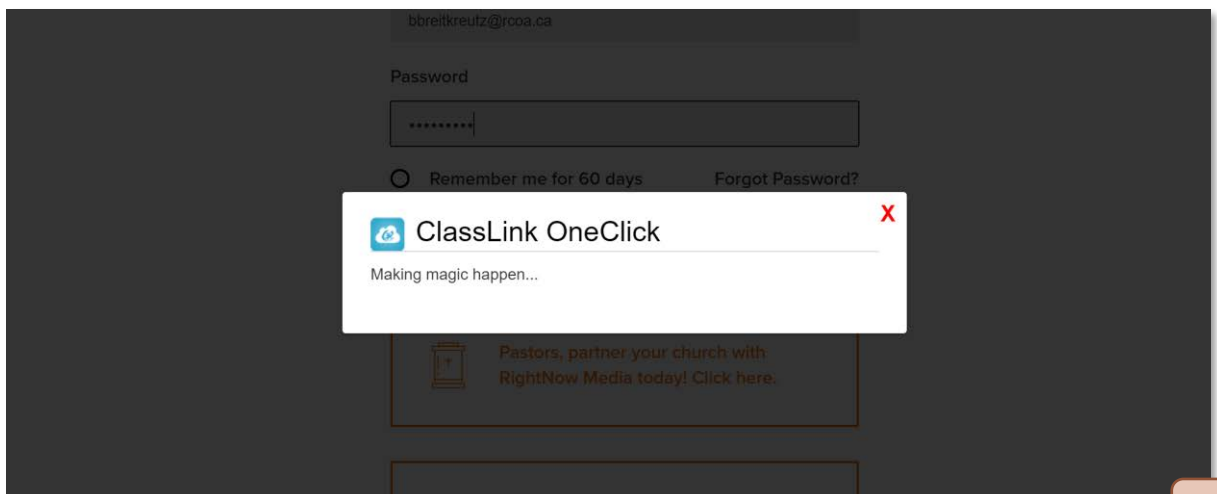 bbreitkreutz@rcoa.ca
Password
•••••••••
Remember me for 60 days Forgot Password?
X
ClassLink OneClick
Making magic happen...
Pastors, partner your church with
RightNow Media today! Click here.